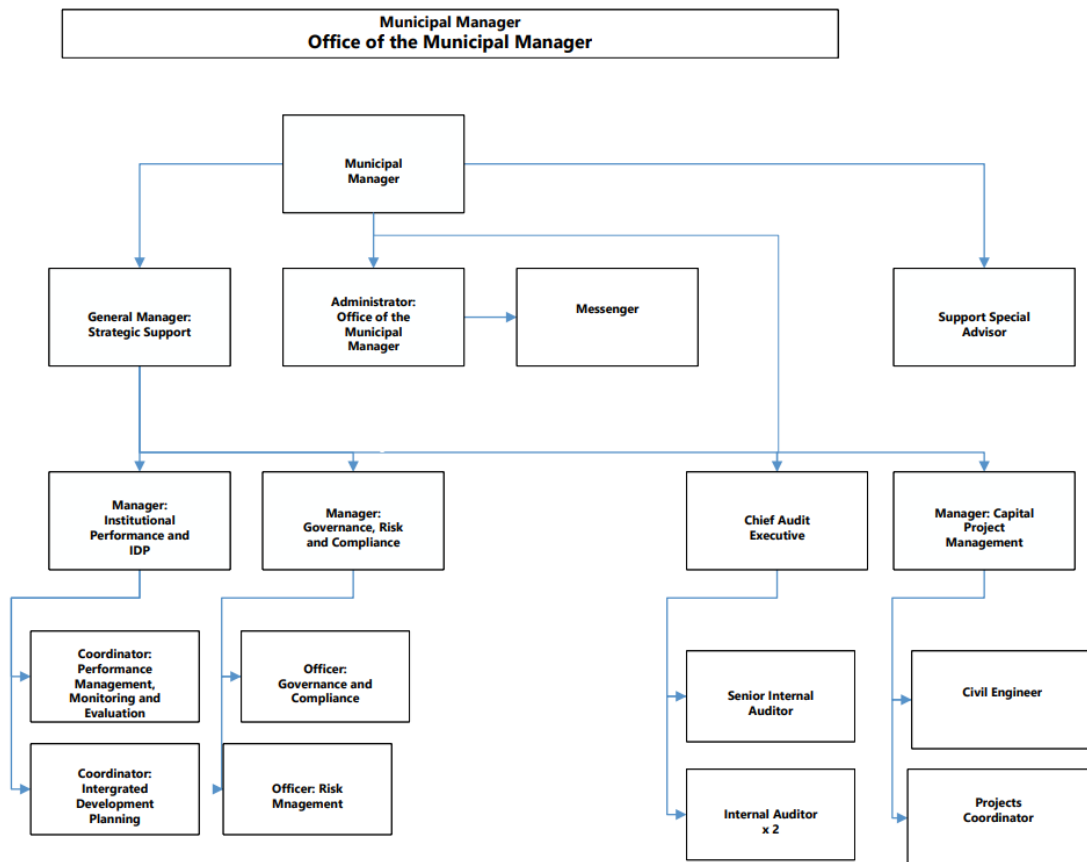 Municipal Manager
Office of the Municipal Manager
Municipal
Manager
General Manager:
Strategic Support
Administrator:
Office of the
Municipal
Manager
Messenger
Support Special
Advisor
Manager:
Institutional
Performance and
IDP
Manager:
Governance, Risk
and Compliance
Chief Audit
Executive
Manager: Capital
Project
Management
Coordinator:
Performance
Management,
Monitoring and
Evaluation
Officer:
Governance and
Compliance
Senior Internal
Auditor
Civil Engineer
Coordinator:
Intergrated
Development
Planning
Officer: Risk
Mnagement
Internal Auditor
x 2
Projects
Coordinator